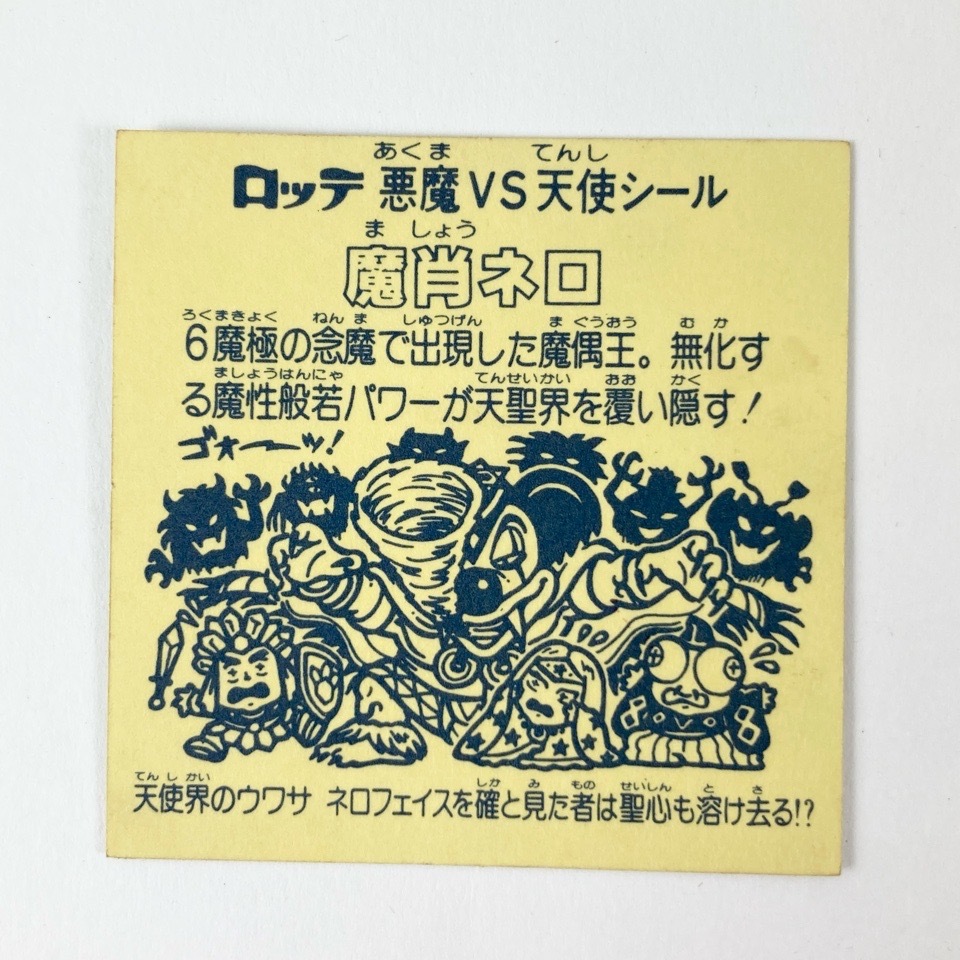 あくま てんし
ロッテ 悪魔VS天使シール
ま しょう
魔肖ネロ
ろくまきょく ねん ま しゅつげん ま ぐうおう む か
6魔極の念魔で出現した魔偶王。無化す
ましょうはんにゃ てんせいかい おお かく
る魔性般若パワーが天聖界を覆い隠す!
ゴォーーッ!
てん し かい しか み もの せいしん と さ
天使界のウワサ ネロフェイスを確と見た者は聖心も溶け去る!?